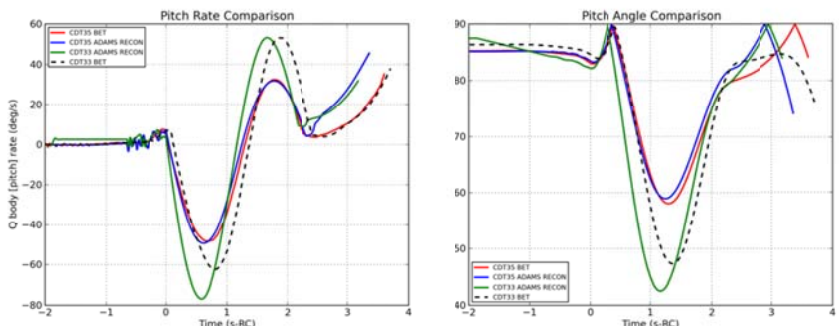 Pitch Rate Comparison
60
40
20
0
−20
−40
−60
−80
Q body [pitch] rate (deg/s)
CDT35 BET
CDT35 ADAMS RECON
CDT33 ADAMS RECON
CDT33 BET
−2 −1 0 1 2 3 4
Time (s-RC)
Pitch Angle Comparison
90
80
70
60
50
40
CDT35 BET
CDT35 ADAMS RECON
CDT33 ADAMS RECON
CDT33 BET
−2 −1 0 1 2 3 4
Time (s-RC)